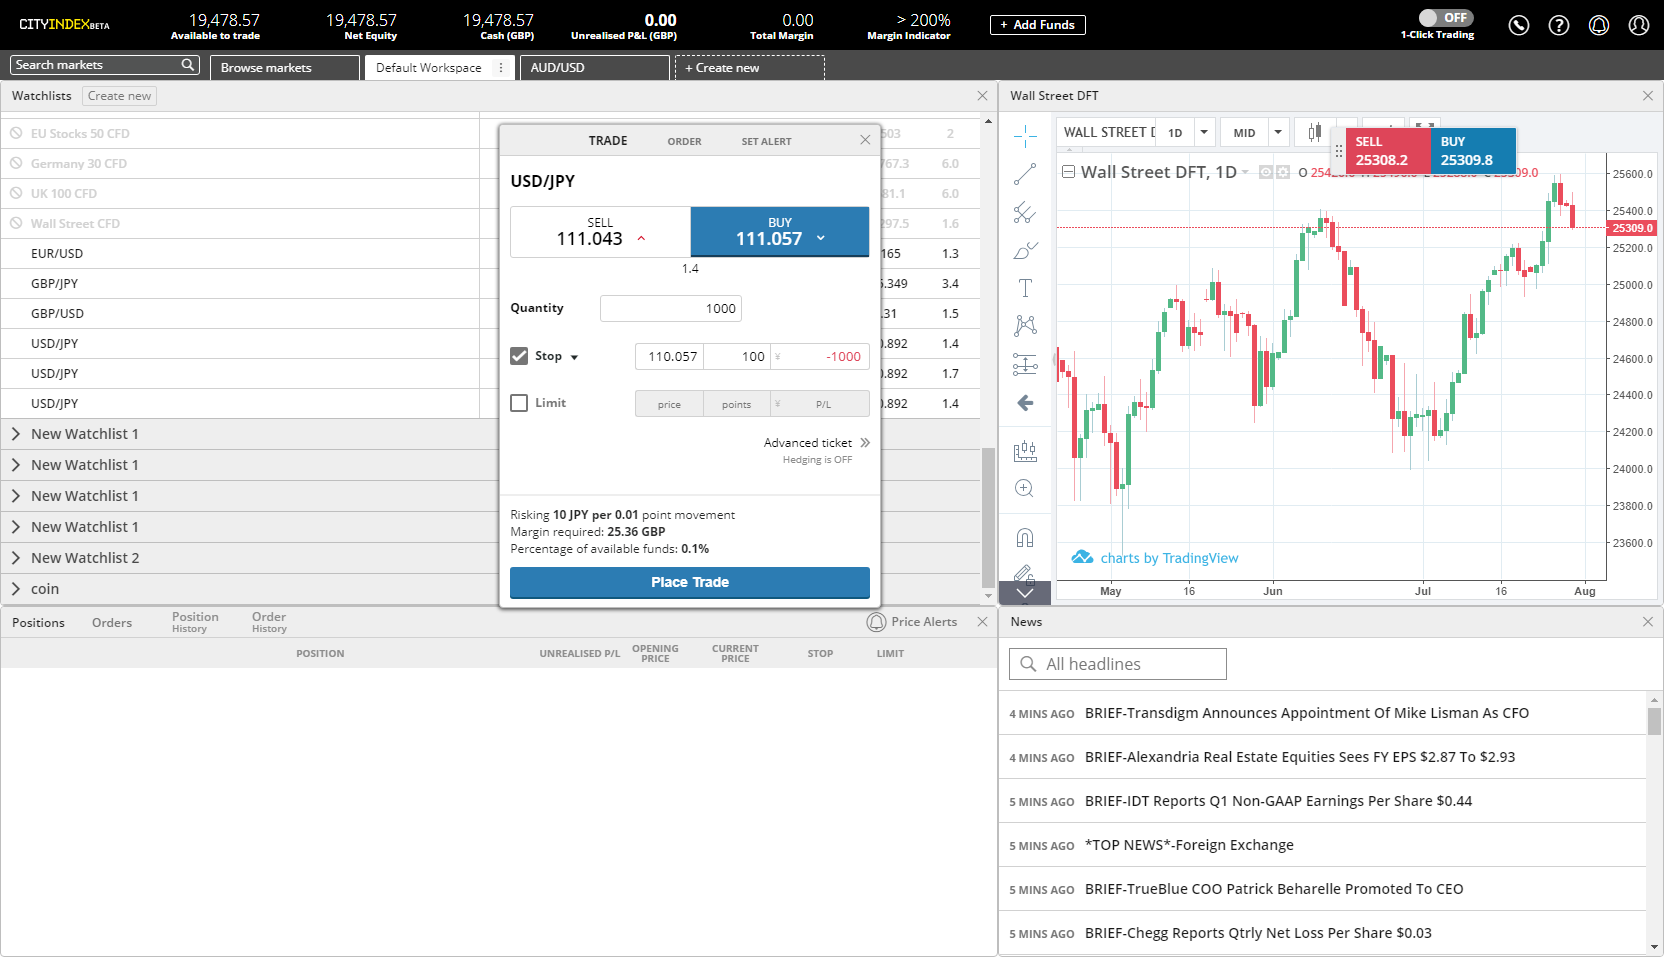 CITYINDEX BETA
19,478.57
Available to trade
19,478.57
Net Equity
19,478.57
Cash (GBP)
0.00
Unrealised P&L (GBP)
0.00
Total Margin
> 200%
Margin Indicator
+ Add Funds
OFF
1-Click Trading
Search markets
Browse markets
Default Workspace
AUD/USD
+ Create new
Watchlists
Create new
EU Stocks 50 CFD 503 2
Germany 30 CFD 767.3 6.0
UK 100 CFD 81.1 6.0
Wall Street CFD 297.5 1.6
EUR/USD 165 1.3
GBP/JPY .349 3.4
GBP/USD .31 1.5
USD/JPY .892 1.4
USD/JPY .892 1.7
USD/JPY .892 1.4
New Watchlist 1
New Watchlist 1
New Watchlist 1
New Watchlist 1
New Watchlist 2
coin
TRADE ORDER SET ALERT
USD/JPY
SELL
111.043
BUY
111.057
1.4
Quantity 1000
Stop 110.057 100 ¥ -1000
Limit price points ¥ P/L
Advanced ticket
Hedging is OFF
Risking 10 JPY per 0.01 point movement
Margin required: 25.36 GBP
Percentage of available funds: 0.1%
Place Trade
Wall Street DFT
WALL STREET 1D MID
SELL
25308.2
BUY
25309.8
Wall Street DFT, 1D O
25600.0
25400.0
25309.0
25200.0
25000.0
24800.0
24600.0
24400.0
24200.0
24000.0
23800.0
23600.0
charts by TradingView
May 16 Jun Jul 16 Aug
Positions
Orders
Position
History
Order
History
Price Alerts
POSITION
UNREALISED P/L
OPENING
PRICE
CURRENT
PRICE
STOP
LIMIT
News
All headlines
4 MINS AGO BRIEF-Transdigm Announces Appointment Of Mike Lisman As CFO
4 MINS AGO BRIEF-Alexandria Real Estate Equities Sees FY EPS $2.87 To $2.93
5 MINS AGO BRIEF-IDT Reports Q1 Non-GAAP Earnings Per Share $0.44
5 MINS AGO *TOP NEWS*-Foreign Exchange
5 MINS AGO BRIEF-TrueBlue COO Patrick Beharelle Promoted To CEO
5 MINS AGO BRIEF-Chegg Reports Qtrly Net Loss Per Share $0.03